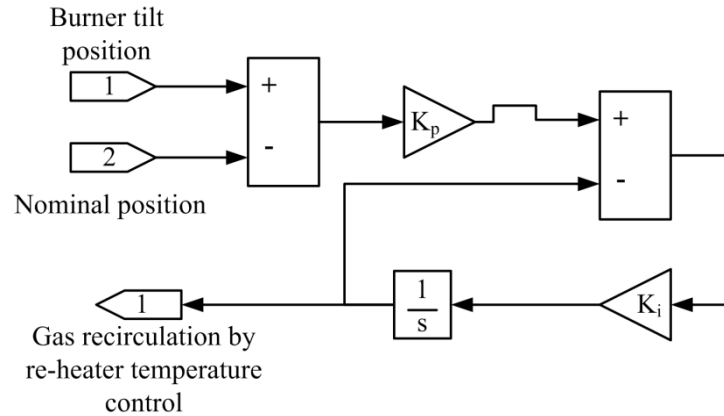 Burner tilt
position
1
+
-
2
Nominal position
Kp
+
-
1
Gas recirculation by
re-heater temperature
control
1
s
Ki